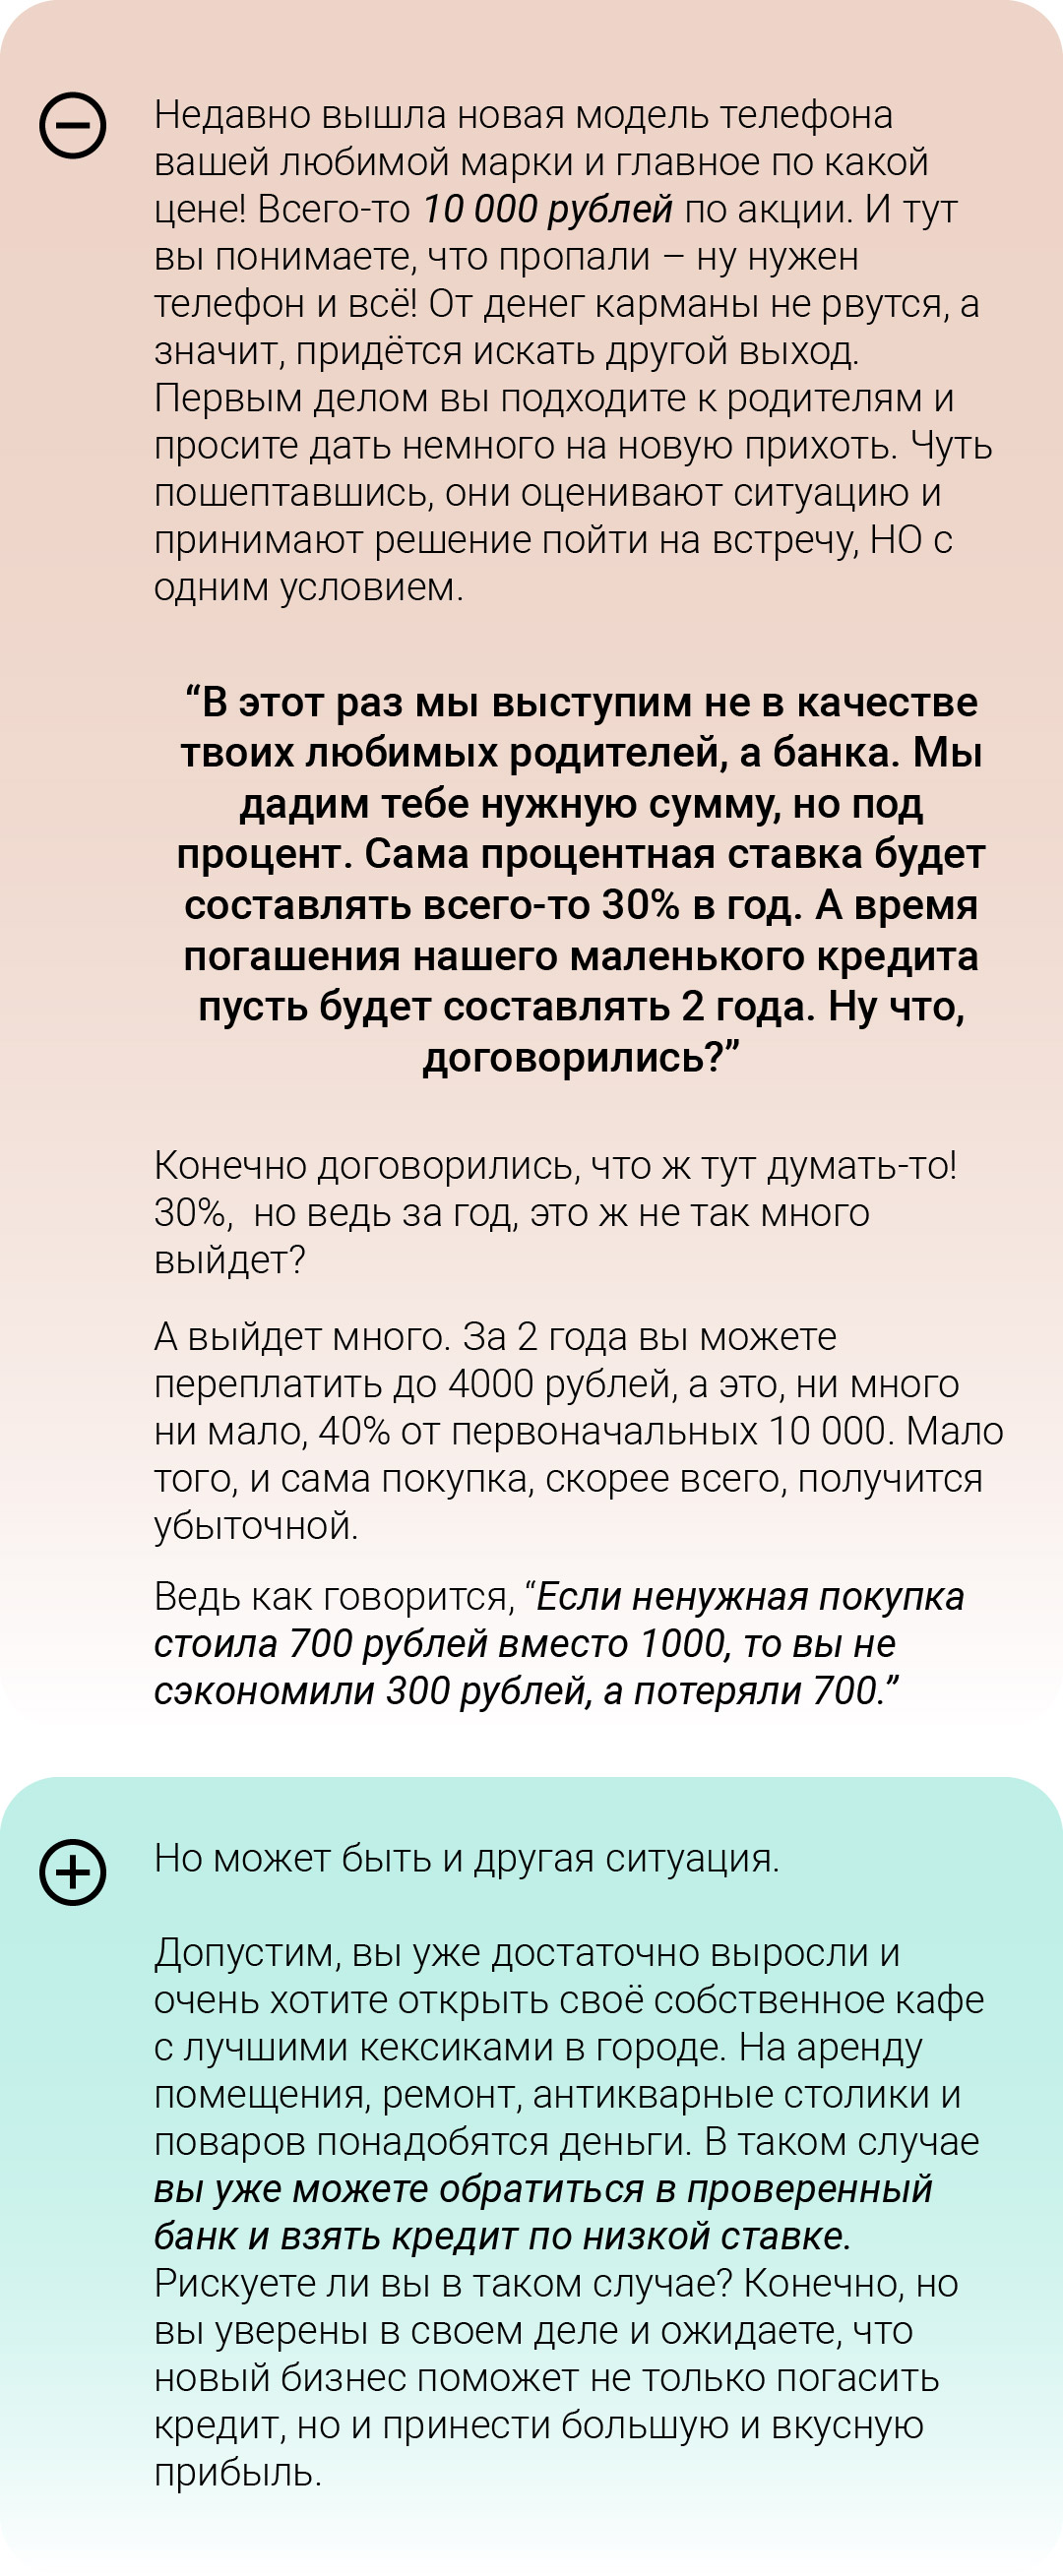 Недавно вышла новая модель телефона
вашей любимой марки и главное по какой
цене! Всего-то 10 000 рублей по акции. И тут
вы понимаете, что пропали – ну нужен
телефон и всё! От денег карманы не рвутся, а
значит, придётся искать другой выход.
Первым делом вы подходите к родителям и
просите дать немного на новую прихоть. Чуть
пошептавшись, они оценивают ситуацию и
принимают решение пойти на встречу, НО с
одним условием.
“В этот раз мы выступим не в качестве
твоих любимых родителей, а банка. Мы
дадим тебе нужную сумму, но под
процент. Сама процентная ставка будет
составлять всего-то 30% в год. А время
погашения нашего маленького кредита
пусть будет составлять 2 года. Ну что,
договорились?”
Конечно договорились, что ж тут думать-то!
30%,  но ведь за год, это ж не так много
выйдет?
А выйдет много. За 2 года вы можете
переплатить до 4000 рублей, а это, ни много
ни мало, 40% от первоначальных 10 000. Мало
того, и сама покупка, скорее всего, получится
убыточной.
Ведь как говорится, “Если ненужная покупка
стоила 700 рублей вместо 1000, то вы не
сэкономили 300 рублей, а потеряли 700.”
Но может быть и другая ситуация.
Допустим, вы уже достаточно выросли и
очень хотите открыть своё собственное кафе
с лучшими кексиками в городе. На аренду
помещения, ремонт, антикварные столики и
поваров понадобятся деньги. В таком случае
вы уже можете обратиться в проверенный
банк и взять кредит по низкой ставке.
Рискуете ли вы в таком случае? Конечно, но
вы уверены в своем деле и ожидаете, что
новый бизнес поможет не только погасить
кредит, но и принести большую и вкусную
прибыль.